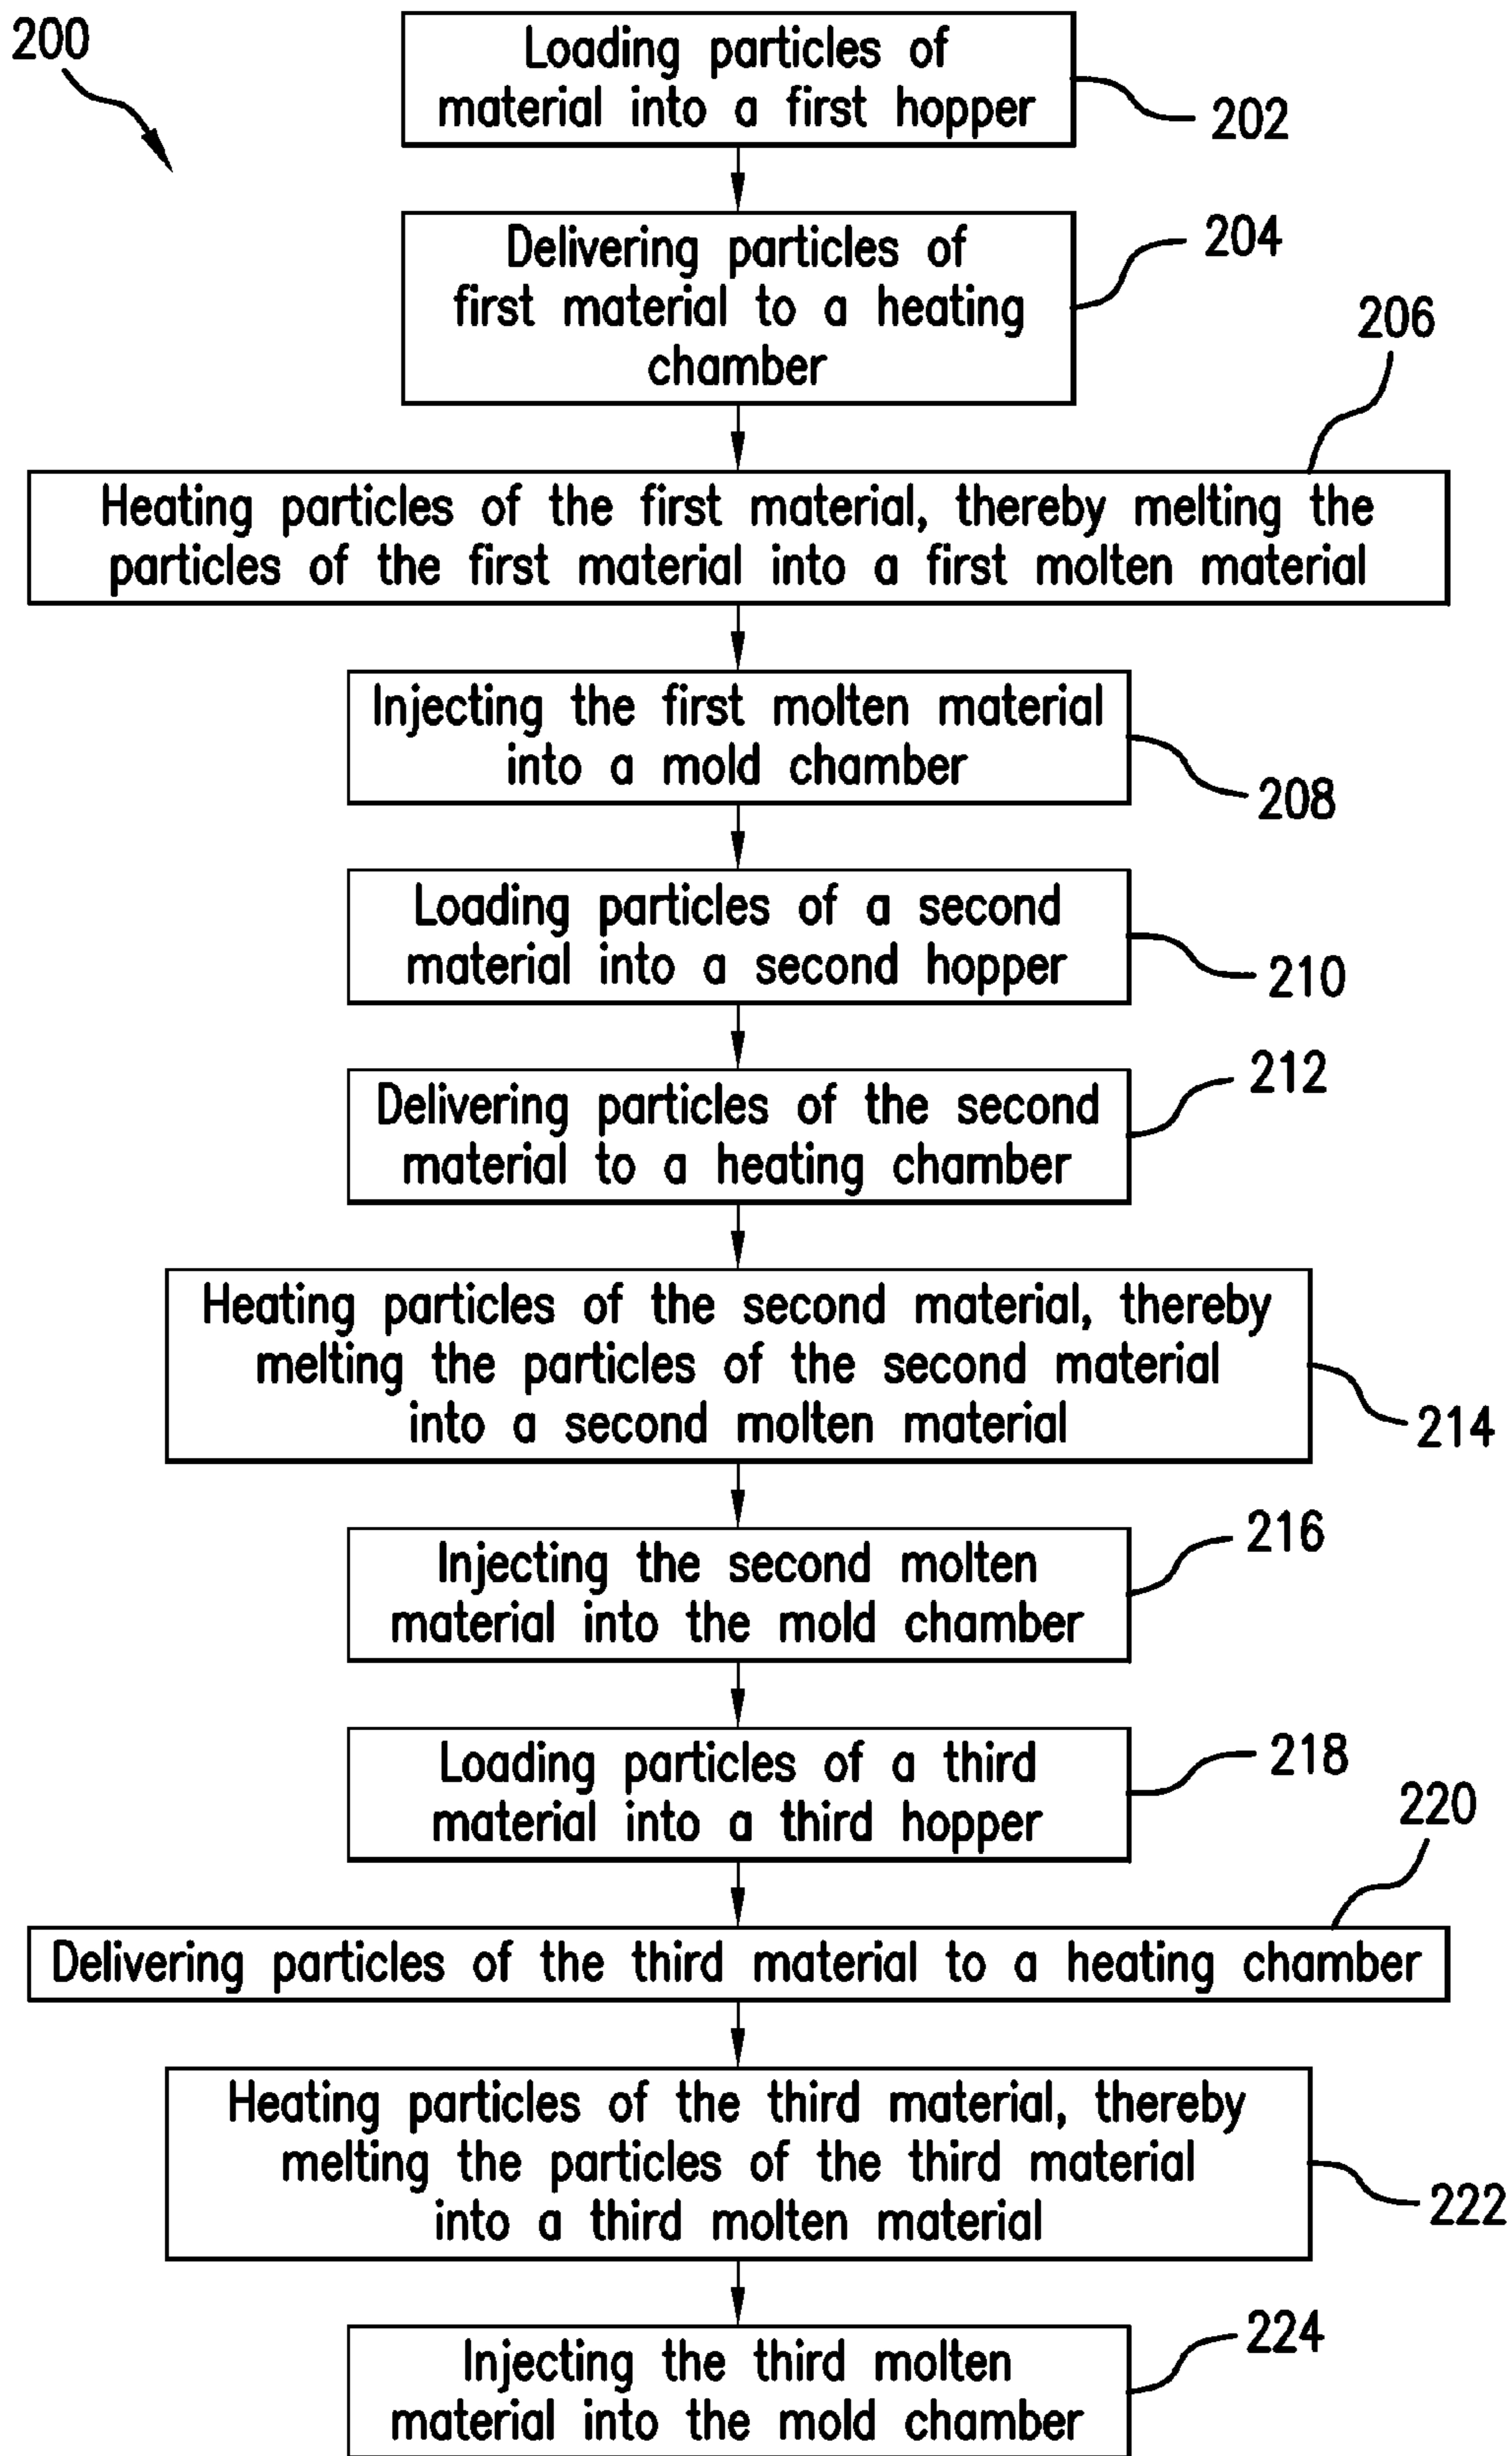 200
Loading particles of
material into a first hopper
202
Delivering particles of
first material to a heating
chamber
204
206
Heating particles of the first material, thereby melting the
particles of the first material into a first molten material
Injecting the first molten material
into a mold chamber
208
Loading particles of a second
material into a second hopper
210
Delivering particles of the second
material to a heating chamber
212
Heating particles of the second material, thereby
melting the particles of the second material
into a second molten material
214
Injecting the second molten
material into the mold chamber
216
Loading particles of a third
material into a third hopper
218
220
Delivering particles of the third material to a heating chamber
Heating particles of the third material, thereby
melting the particles of the third material
into a third molten material
222
Injecting the third molten
material into the mold chamber
224